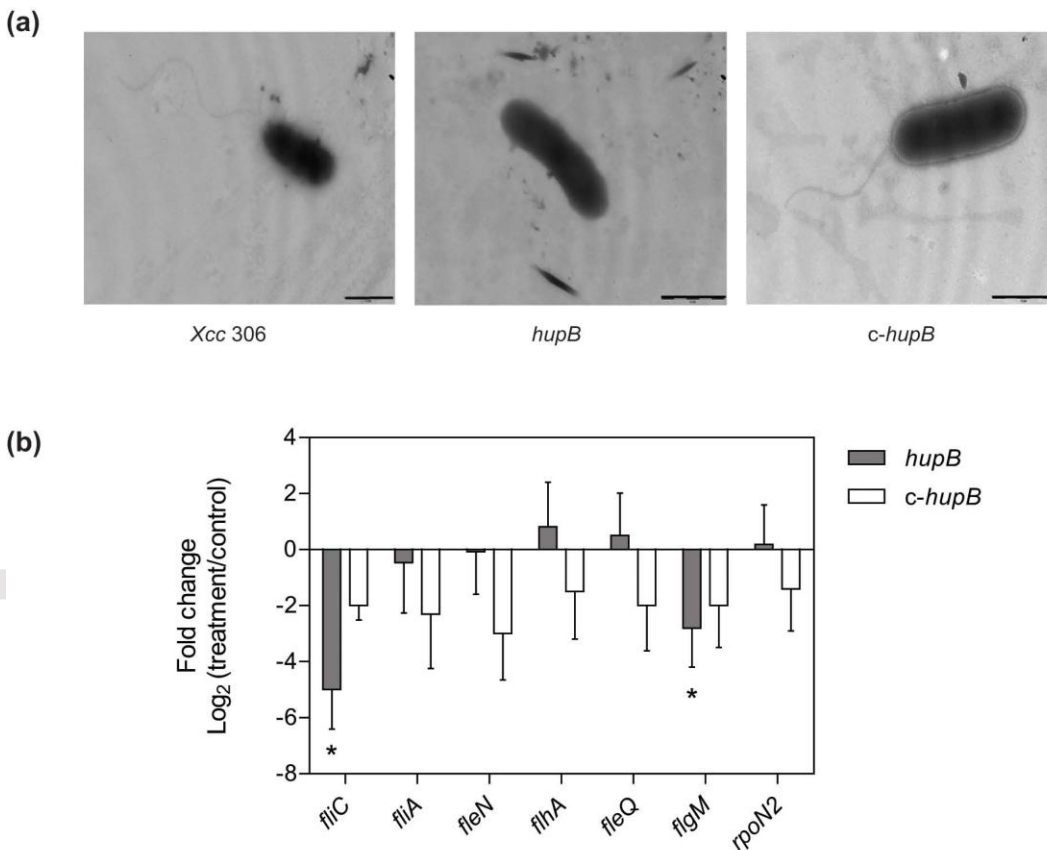 (a)
Xcc 306
hupB
c-hupB
(b)
4
2
0
-2
-4
-6
-8
Fold change
Log₂ (treatment/control)
*
*
fliC
fliA
fleN
flhA
fleQ
flgM
rpoN2
hupB
c-hupB